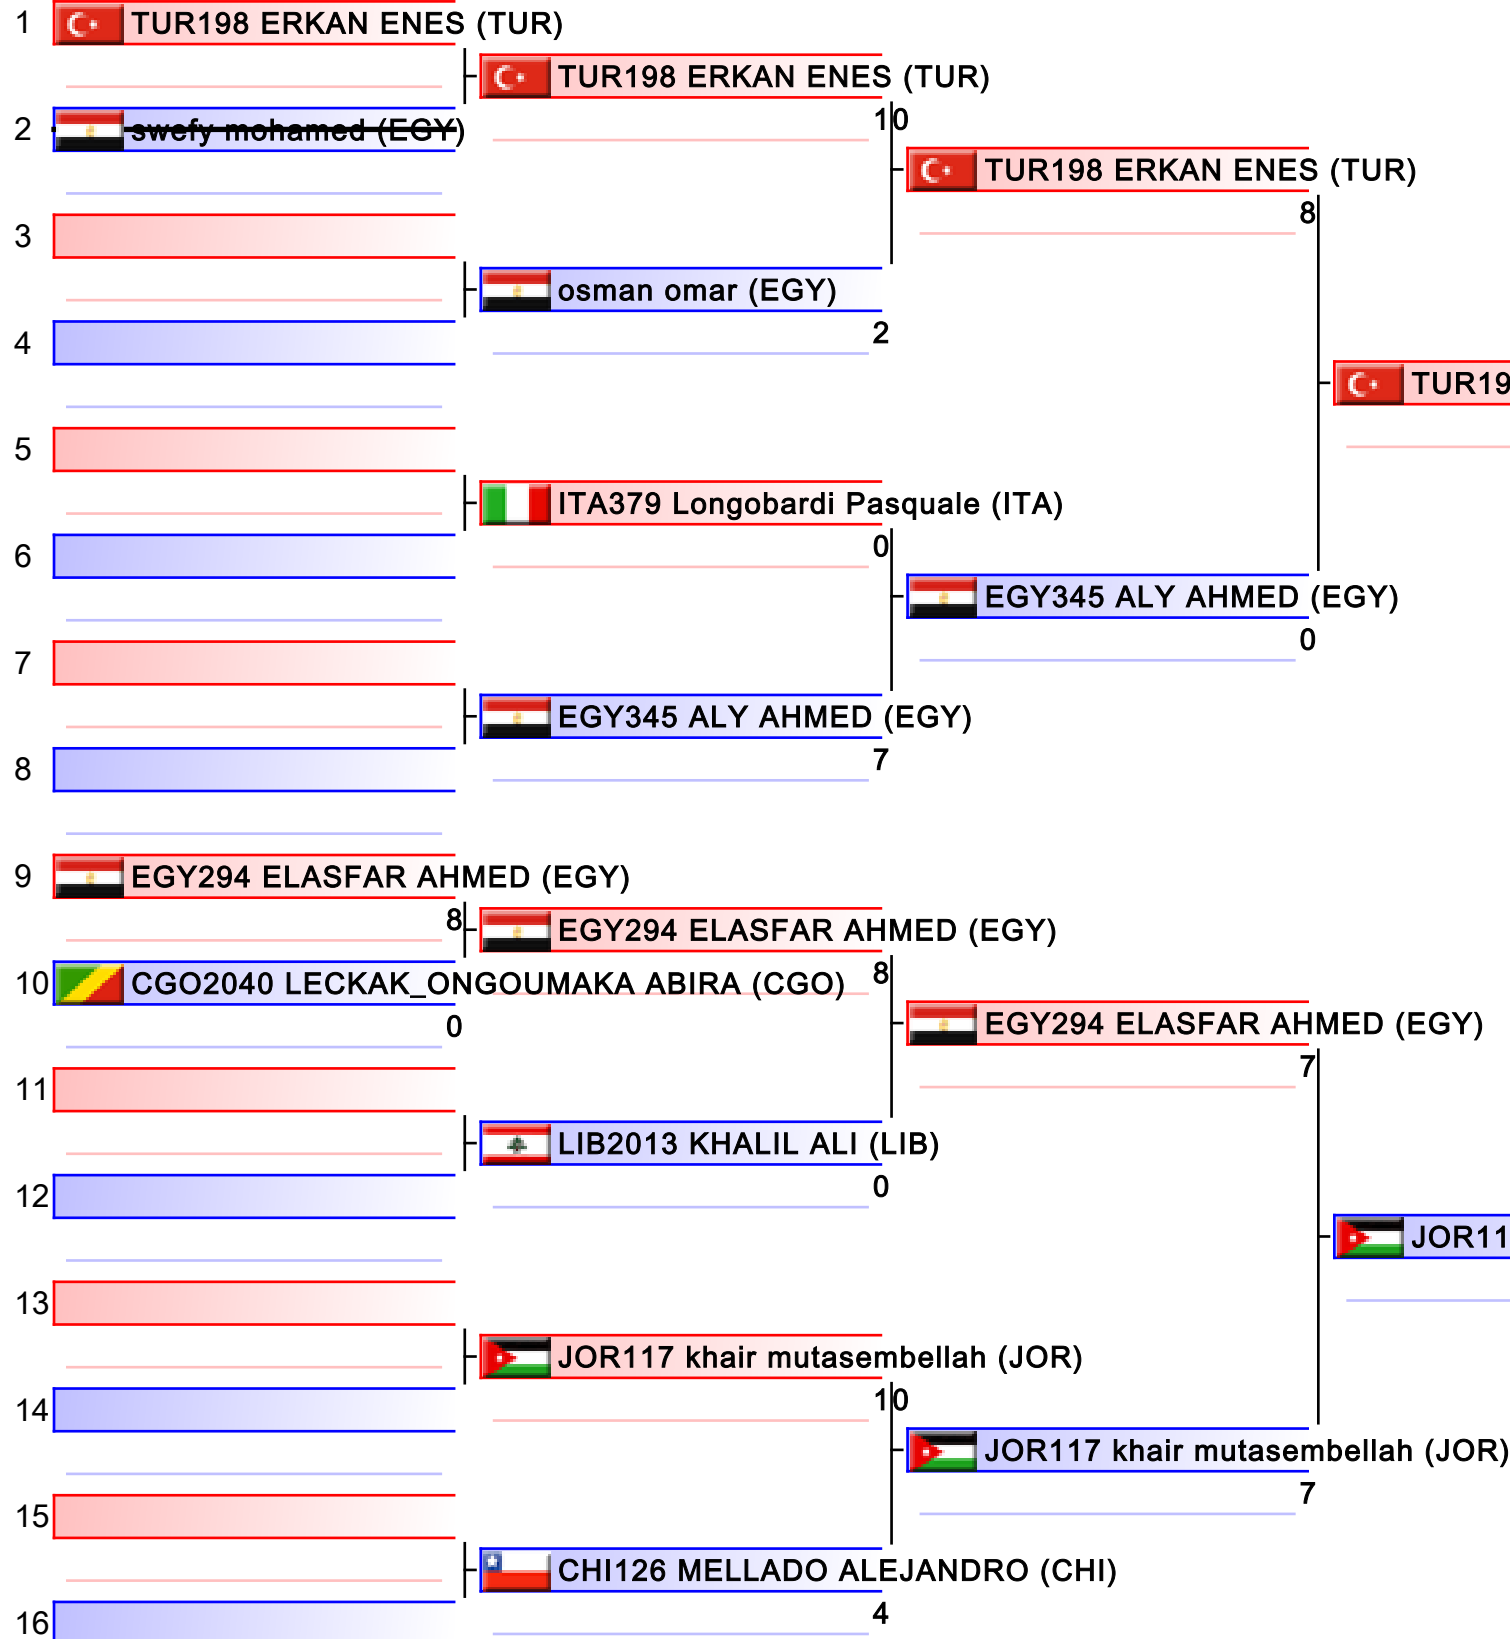 1 TUR198 ERKAN ENES (TUR)
TUR198 ERKAN ENES (TUR)
10
2 swefy mohamed (EGY)
TUR198 ERKAN ENES (TUR)
8
3
osman omar (EGY)
2
4
TUR19
5
ITA379 Longobardi Pasquale (ITA)
0
6
EGY345 ALY AHMED (EGY)
0
7
EGY345 ALY AHMED (EGY)
7
8
9 EGY294 ELASFAR AHMED (EGY)
8
EGY294 ELASFAR AHMED (EGY)
8
10 CGO2040 LECKAK_ONGOUMAKA ABIRA (CGO)
0
EGY294 ELASFAR AHMED (EGY)
7
11
LIB2013 KHALIL ALI (LIB)
0
12
JOR11
13
JOR117 khair mutasembellah (JOR)
10
14
JOR117 khair mutasembellah (JOR)
7
15
CHI126 MELLADO ALEJANDRO (CHI)
4
16